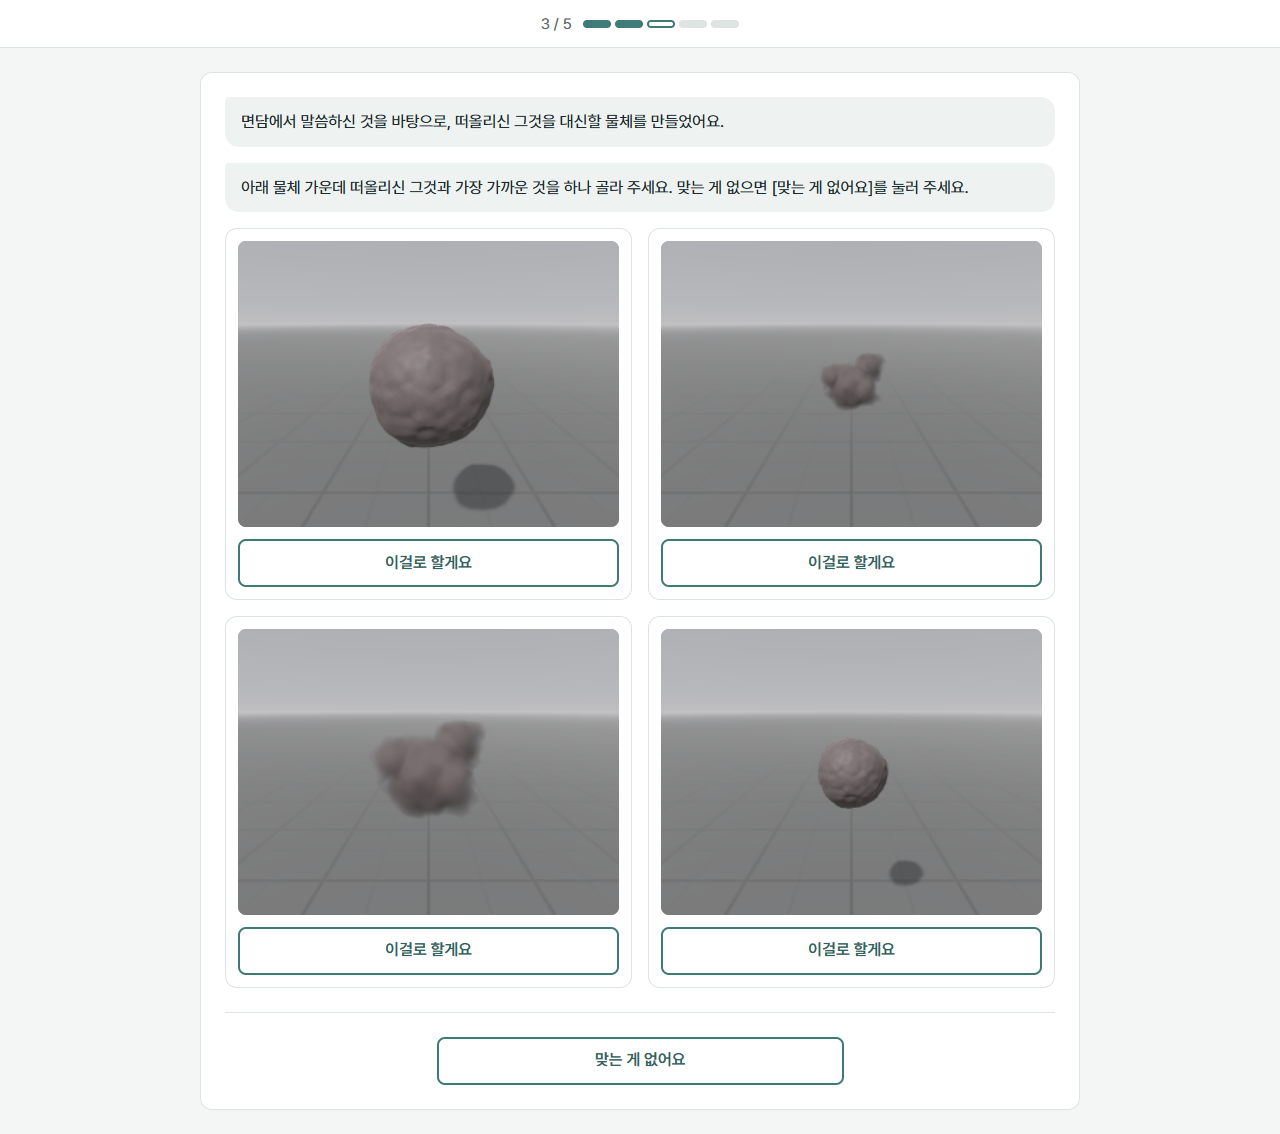 3 / 5
면담에서 말씀하신 것을 바탕으로, 떠올리신 그것을 대신할 물체를 만들었어요.
아래 물체 가운데 떠올리신 그것과 가장 가까운 것을 하나 골라 주세요. 맞는 게 없으면 [맞는 게 없어요]를 눌러 주세요.
이걸로 할게요
이걸로 할게요
이걸로 할게요
이걸로 할게요
맞는 게 없어요